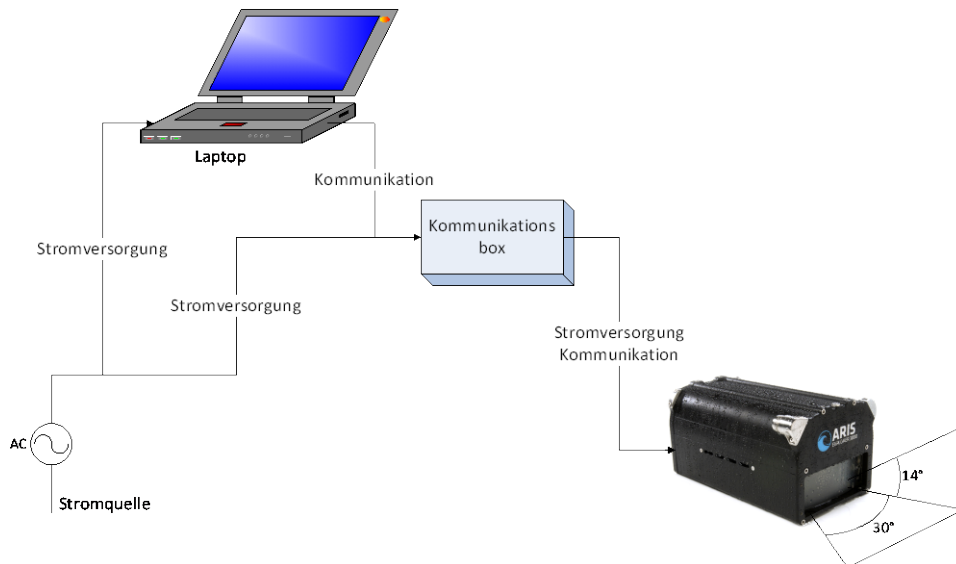 Laptop
Kommunikation
Stromversorgung
Kommunikations
box
Stromversorgung
Stromversorgung
Kommunikation
AC
ARIS
14°
30°
Stromquelle